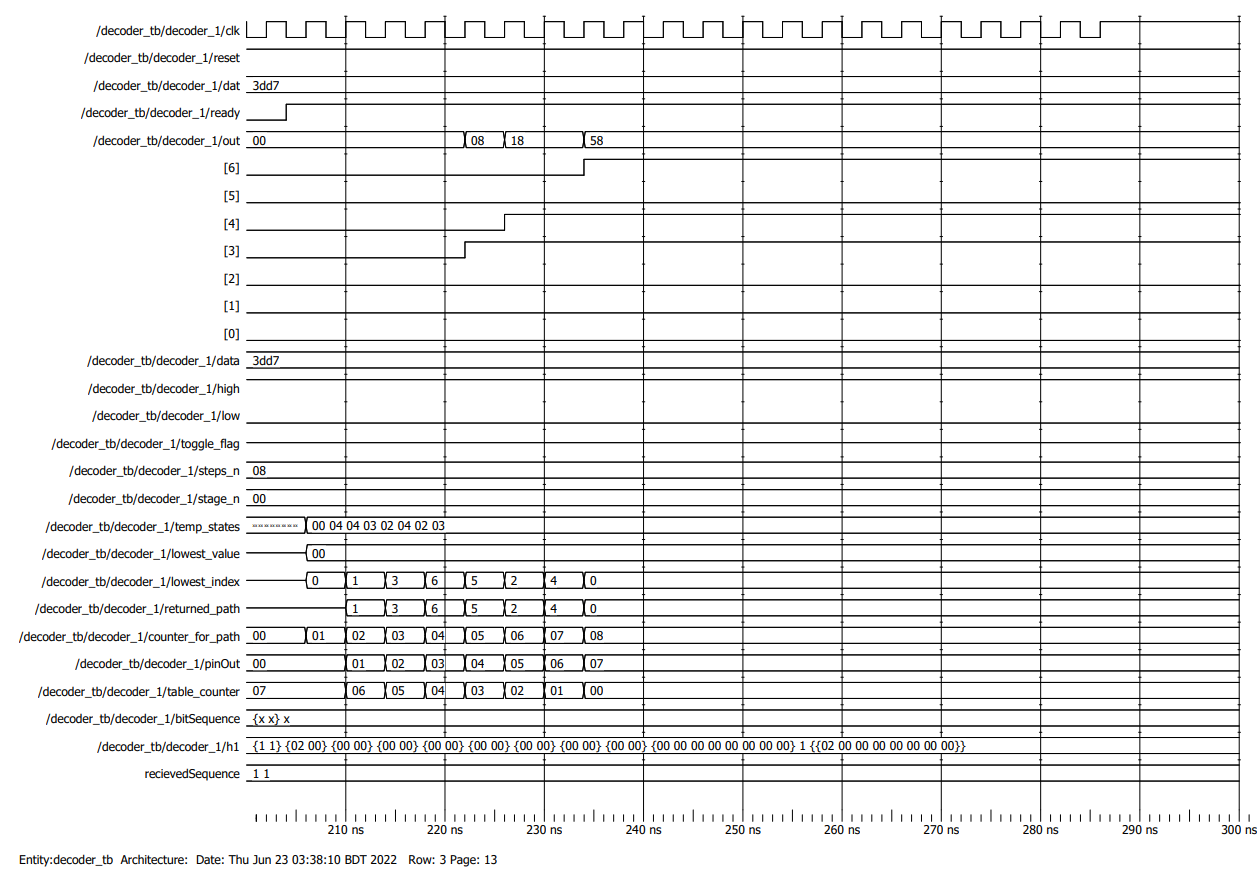 /decoder_tb/decoder_1/clk
/decoder_tb/decoder_1/reset
/decoder_tb/decoder_1/dat 3dd7
/decoder_tb/decoder_1/ready
/decoder_tb/decoder_1/out 00 08 18 58
[6]
[5]
[4]
[3]
[2]
[1]
[0]
/decoder_tb/decoder_1/data 3dd7
/decoder_tb/decoder_1/high
/decoder_tb/decoder_1/low
/decoder_tb/decoder_1/toggle_flag
/decoder_tb/decoder_1/steps_n 08
/decoder_tb/decoder_1/stage_n 00
/decoder_tb/decoder_1/temp_states 00 04 04 03 02 04 02 03
/decoder_tb/decoder_1/lowest_value 00
/decoder_tb/decoder_1/lowest_index 0 1 3 6 5 2 4 0
/decoder_tb/decoder_1/returned_path 1 3 6 5 2 4 0
/decoder_tb/decoder_1/counter_for_path 00 01 02 03 04 05 06 07 08
/decoder_tb/decoder_1/pinOut 00 01 02 03 04 05 06 07
/decoder_tb/decoder_1/table_counter 07 06 05 04 03 02 01 00
/decoder_tb/decoder_1/bitSequence {x x} x
/decoder_tb/decoder_1/h1 {1 1} {02 00} {00 00} {00 00} {00 00} {00 00} {00 00} {00 00} {00 00} {00 00 00 00 00 00 00 00} 1 {{02 00 00 00 00 00 00 00}}
recievedSequence 1 1
210 ns 220 ns 230 ns 240 ns 250 ns 260 ns 270 ns 280 ns 290 ns 300 ns
Entity:decoder_tb Architecture: Date: Thu Jun 23 03:38:10 BDT 2022 Row: 3 Page: 13